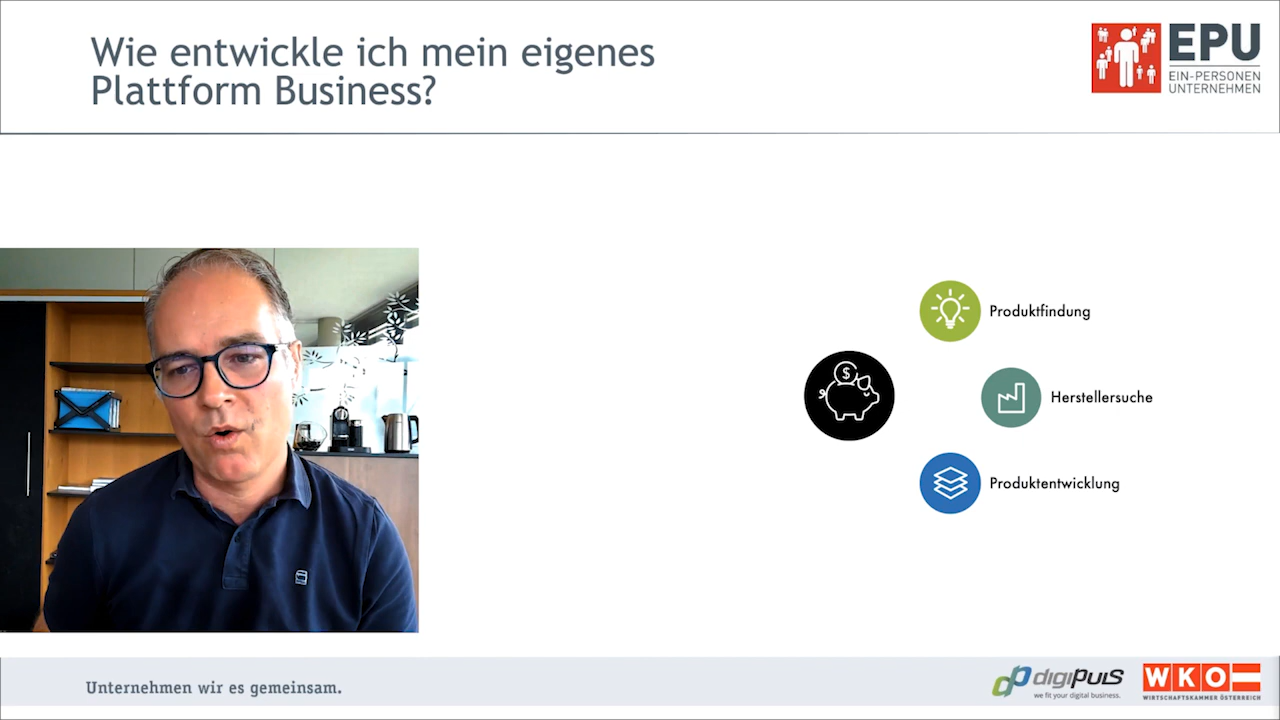 Wie entwickle ich mein eigenes
Plattform Business?
EPU
EIN-PERSONEN
UNTERNEHMEN
$
Produktfindung
Herstellersuche
Produktentwicklung
Unternehmen wir es gemeinsam.
digiPULS
we fit your digital business.
WKO
WIRTSCHAFTSKAMMER ÖSTERREICH